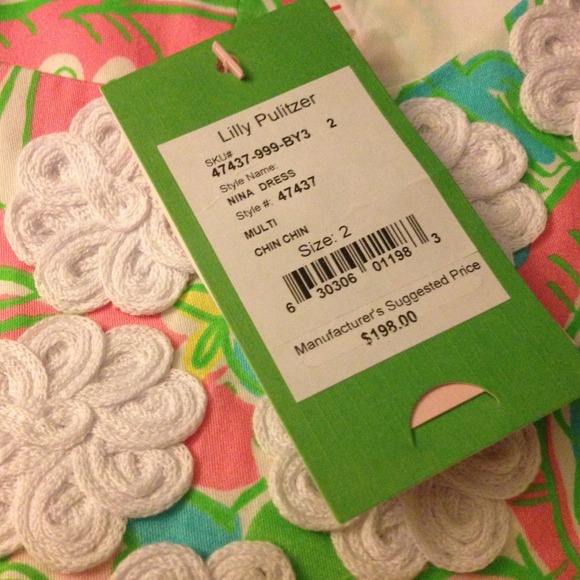 Lilly Pulitzer
SKU#
47437-999-BY3 2
Style Name:
NINA DRESS
Style #: 47437
MULTI
CHIN CHIN
Size: 2
6 30306 01198 3
Manufacturer's Suggested Price
$198.00